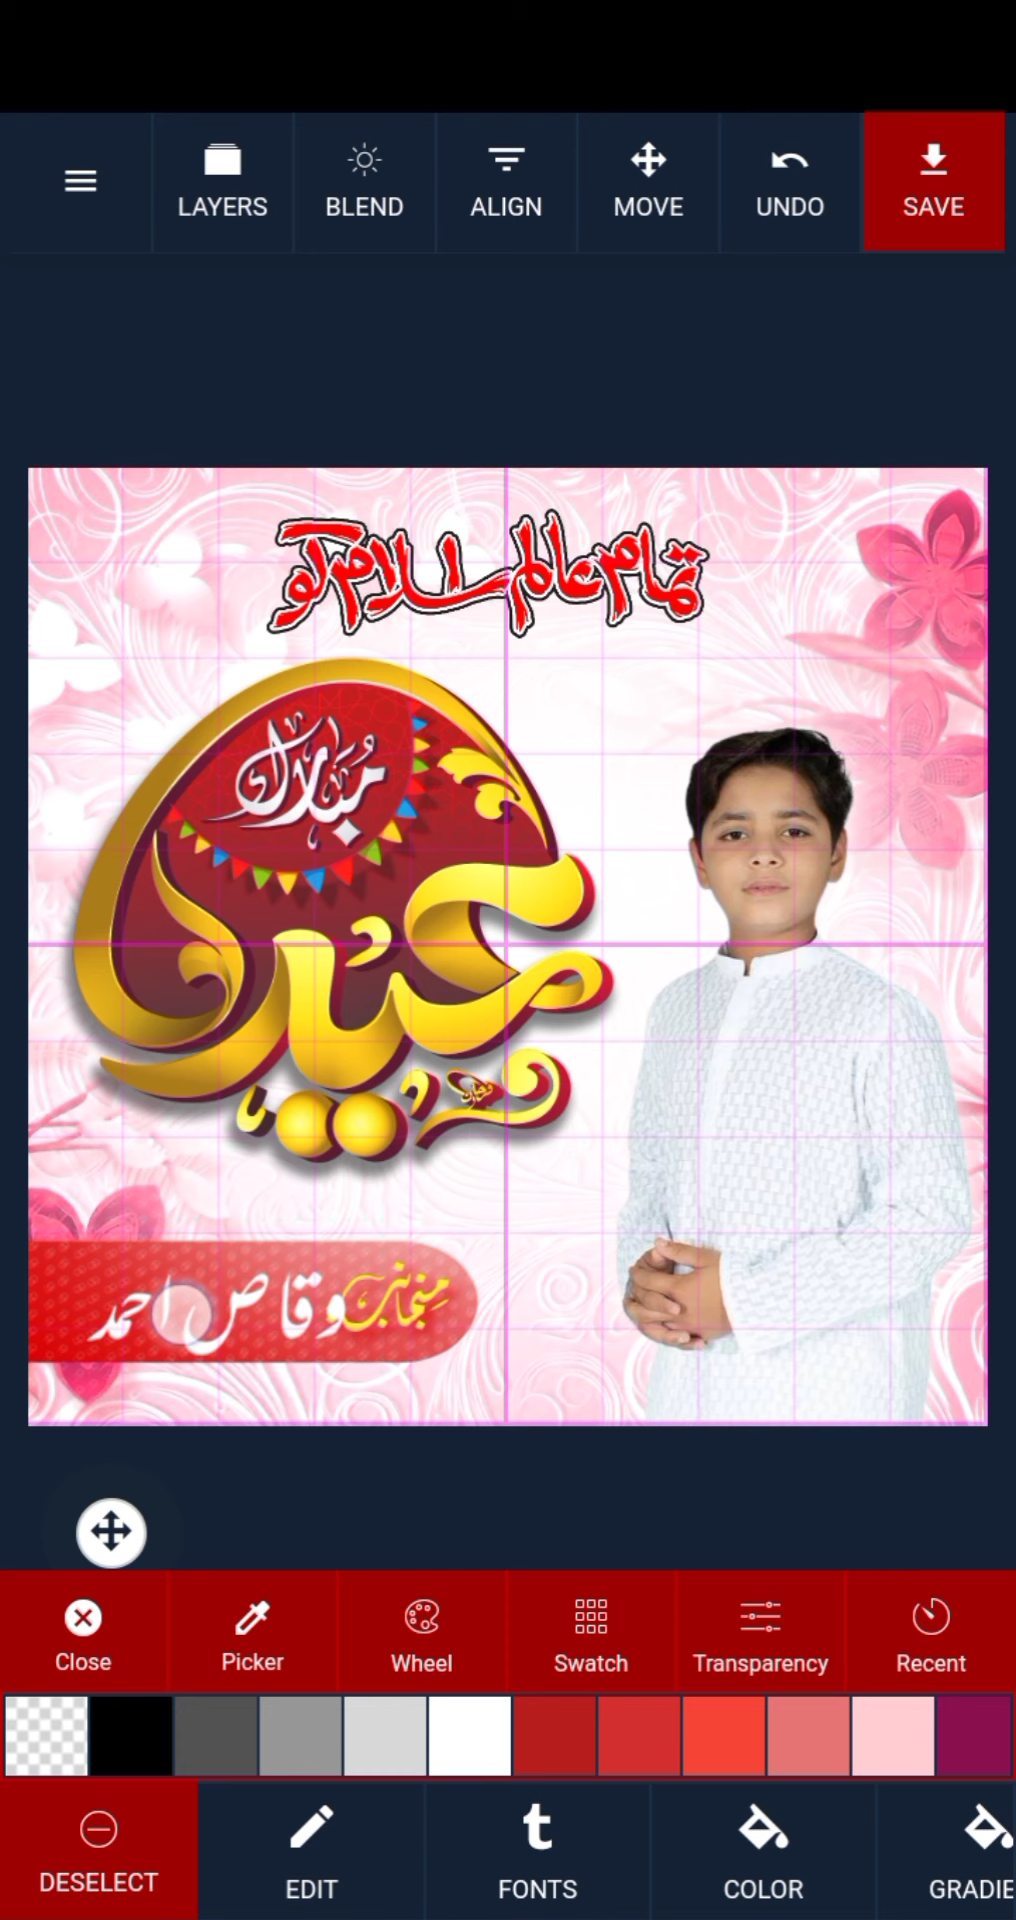 LAYERS
BLEND
ALIGN
MOVE
UNDO
SAVE
تمام عالم اسلام کو
مُبارک
عید
منجانب وقاص احمد
Close
Picker
Wheel
Swatch
Transparency
Recent
DESELECT
EDIT
FONTS
COLOR
GRADIE